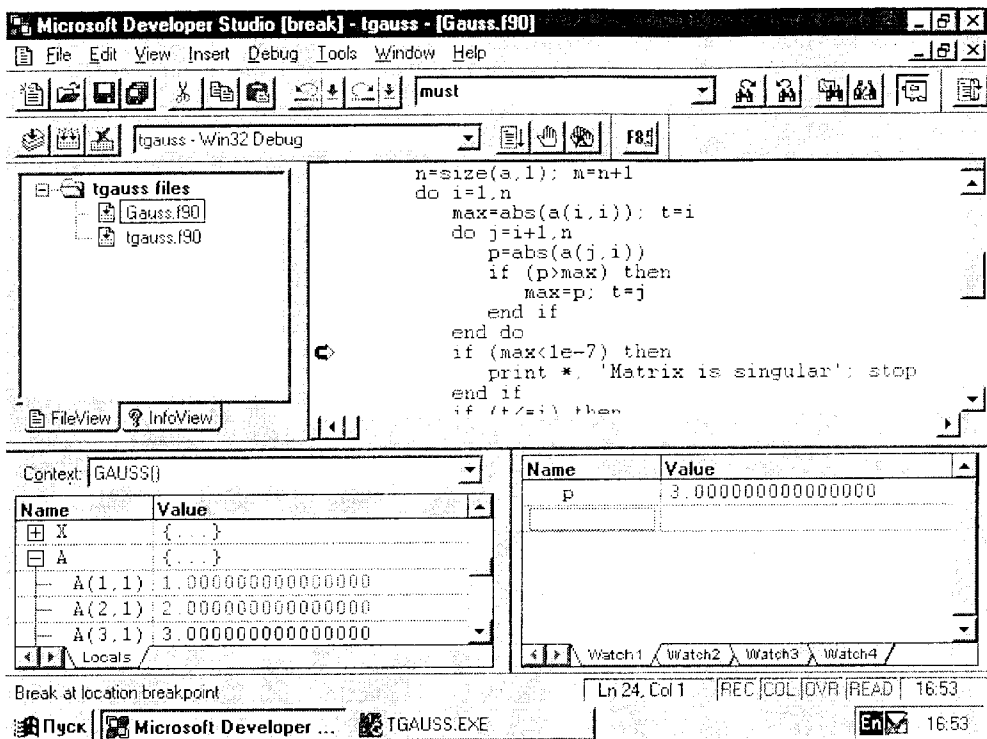 Microsoft Developer Studio [break] - tgauss - [Gauss.f90]
File Edit View Insert Debug Tools Window Help
must
tgauss - Win32 Debug
F8
tgauss files
Gauss.f90
tgauss.f90
FileView InfoView
n=size(a,1); m=n+1
do i=1,n
max=abs(a(i,i)); t=i
do j=i+1,n
p=abs(a(j,i))
if (p>max) then
max=p; t=j
end if
end do
if (max<1e-7) then
print *, 'Matrix is singular'; stop
end if
if (t/=i) then
Context: GAUSS()
Name Value
X {...}
A {...}
A(1,1) 1.000000000000000
A(2,1) 2.000000000000000
A(3,1) 3.000000000000000
Locals
Name Value
p 3.000000000000000
Watch1 Watch2 Watch3 Watch4
Break at location breakpoint
Ln 24, Col 1 REC COL OVR READ 16:53
Пуск Microsoft Developer ... TGAUSS.EXE En 16:53